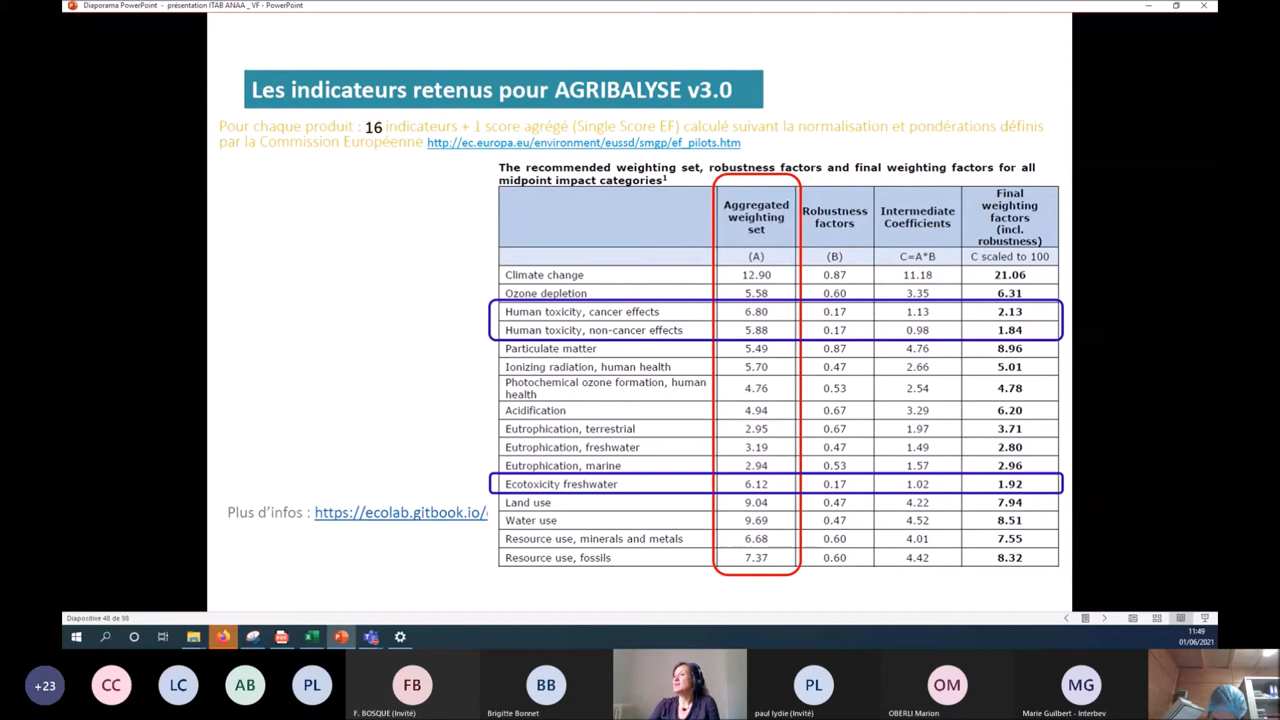 Diaporama PowerPoint - présentation ITAB ANAA _ VF - PowerPoint
Les indicateurs retenus pour AGRIBALYSE v3.0
Pour chaque produit : 16 indicateurs + 1 score agrégé (Single Score EF) calculé suivant la normalisation et pondérations définis
par la Commission Européenne http://ec.europa.eu/environment/eussd/smgp/ef_pilots.htm
The recommended weighting set, robustness factors and final weighting factors for all
midpoint impact categories¹
Aggregated weighting set Robustness factors Intermediate Coefficients Final weighting factors (incl. robustness)
(A) (B) C=A*B C scaled to 100
Climate change 12.90 0.87 11.18 21.06
Ozone depletion 5.58 0.60 3.35 6.31
Human toxicity, cancer effects 6.80 0.17 1.13 2.13
Human toxicity, non-cancer effects 5.88 0.17 0.98 1.84
Particulate matter 5.49 0.87 4.76 8.96
Ionizing radiation, human health 5.70 0.47 2.66 5.01
Photochemical ozone formation, human health 4.76 0.53 2.54 4.78
Acidification 4.94 0.67 3.29 6.20
Eutrophication, terrestrial 2.95 0.67 1.97 3.71
Eutrophication, freshwater 3.19 0.47 1.49 2.80
Eutrophication, marine 2.94 0.53 1.57 2.96
Ecotoxicity freshwater 6.12 0.17 1.02 1.92
Land use 9.04 0.47 4.22 7.94
Water use 9.69 0.47 4.52 8.51
Resource use, minerals and metals 6.68 0.60 4.01 7.55
Resource use, fossils 7.37 0.60 4.42 8.32
Plus d'infos : https://ecolab.gitbook.io/
Diapositive 48 de 98
11:49
01/06/2021
+23 CC LC AB PL FB BB PL OM MG
F. BOSQUE (Invité) Brigitte Bonnet paul lydie (Invité) OBERLI Marion Marie Guilbert - Interbev